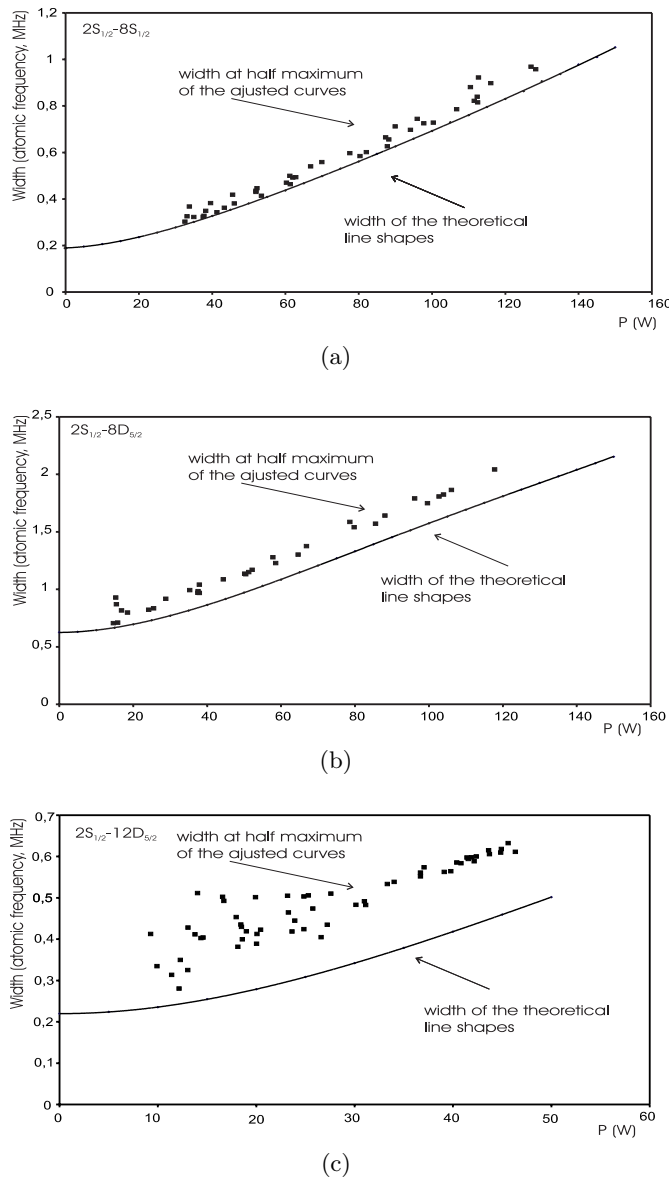 1,2
2S1/2-8S1/2
1
width at half maximum
of the ajusted curves
0,8
0,6
0,4
width of the theoretical
line shapes
0,2
0
Width (atomic frequency, MHz)
0 20 40 60 80 100 120 140 160
P (W)
(a)
2,5
2S1/2-8D5/2
2
width at half maximum
of the ajusted curves
1,5
1
width of the theoretical
line shapes
0,5
0
Width (atomic frequency, MHz)
0 20 40 60 80 100 120 140 160
P (W)
(b)
0,7
2S1/2-12D5/2
width at half maximum
of the ajusted curves
0,6
0,5
0,4
0,3
width of the theoretical
line shapes
0,2
0,1
0
Width (atomic frequency, MHz)
0 10 20 30 40 50 60
P (W)
(c)